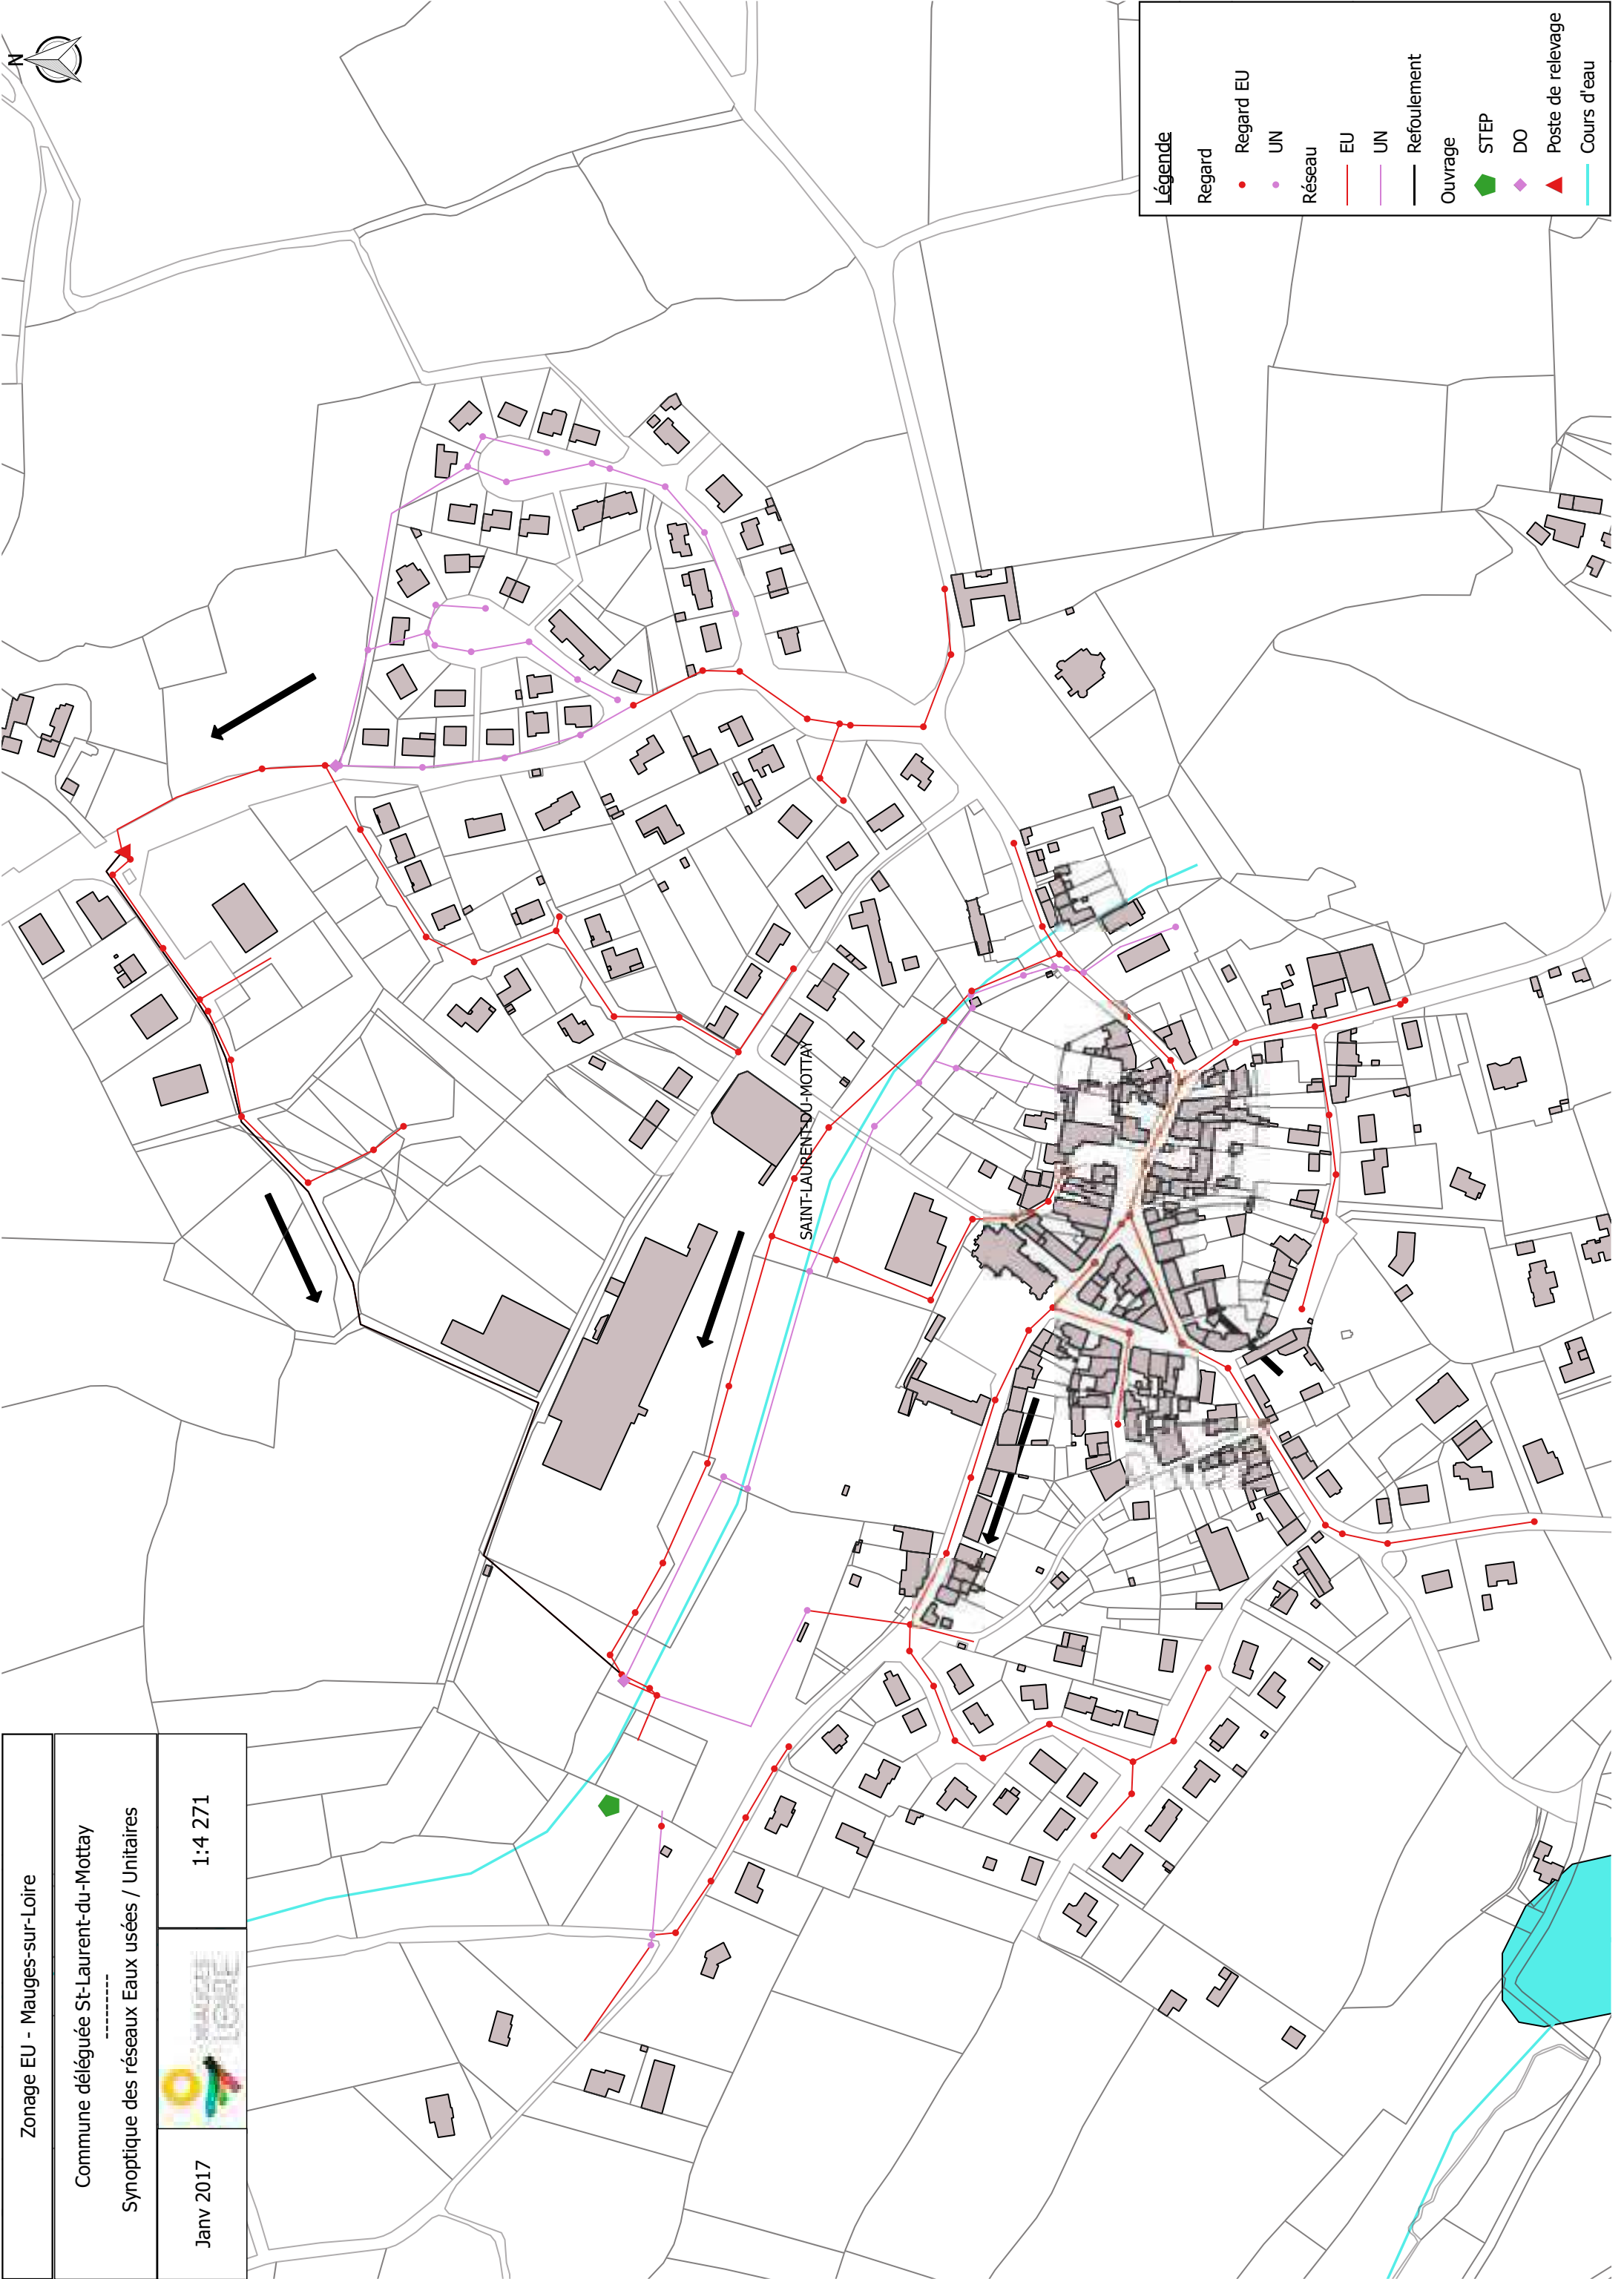 Zonage EU - Mauges-sur-Loire
Commune déléguée St-Laurent-du-Mottay
---------
Synoptique des réseaux Eaux usées / Unitaires
Janv 2017
MAUGES
LOIRE
1:4 271
SAINT-LAURENT-DU-MOTTAY
N
Légende
Regard
Regard EU
UN
Réseau
EU
UN
Refoulement
Ouvrage
STEP
DO
Poste de relevage
Cours d'eau